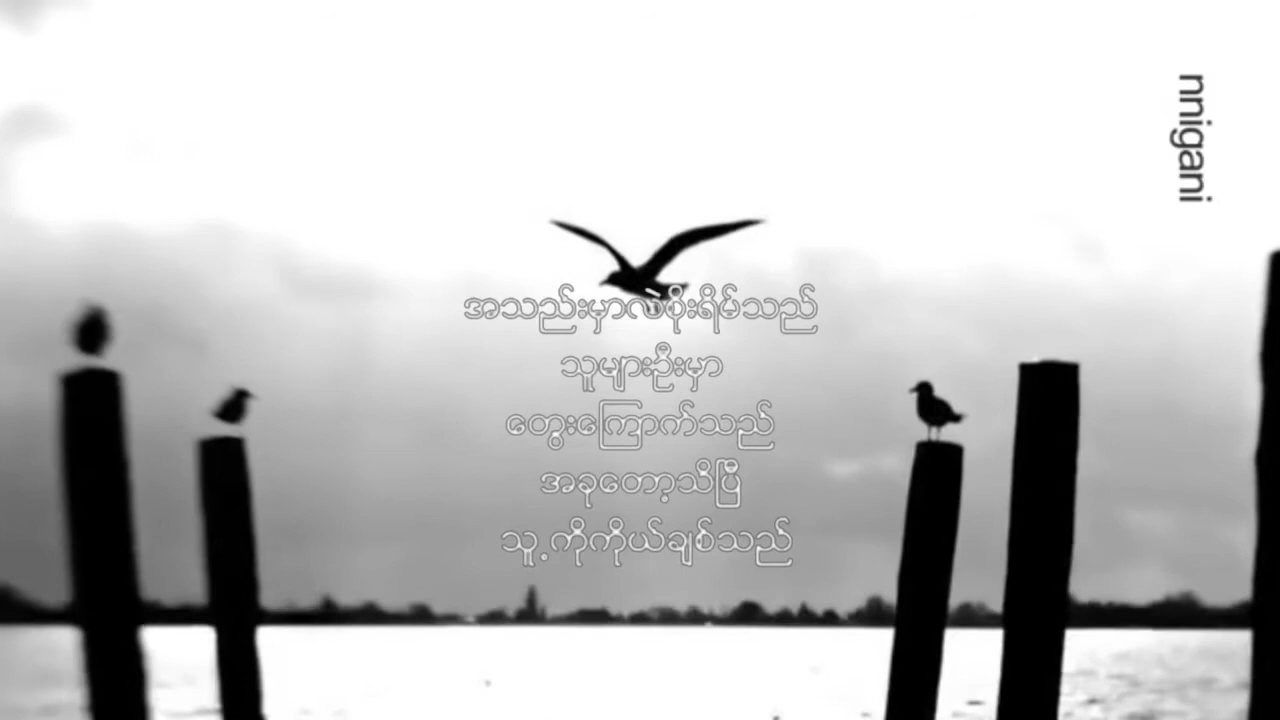 အသည်းမှာလဲစိုးရိမ်သည်
သူများဦးမှာ
တွေးကြောက်သည်
အခုတော့သိပြီ
သူ့ကိုကိုယ်ချစ်သည်
nnigani